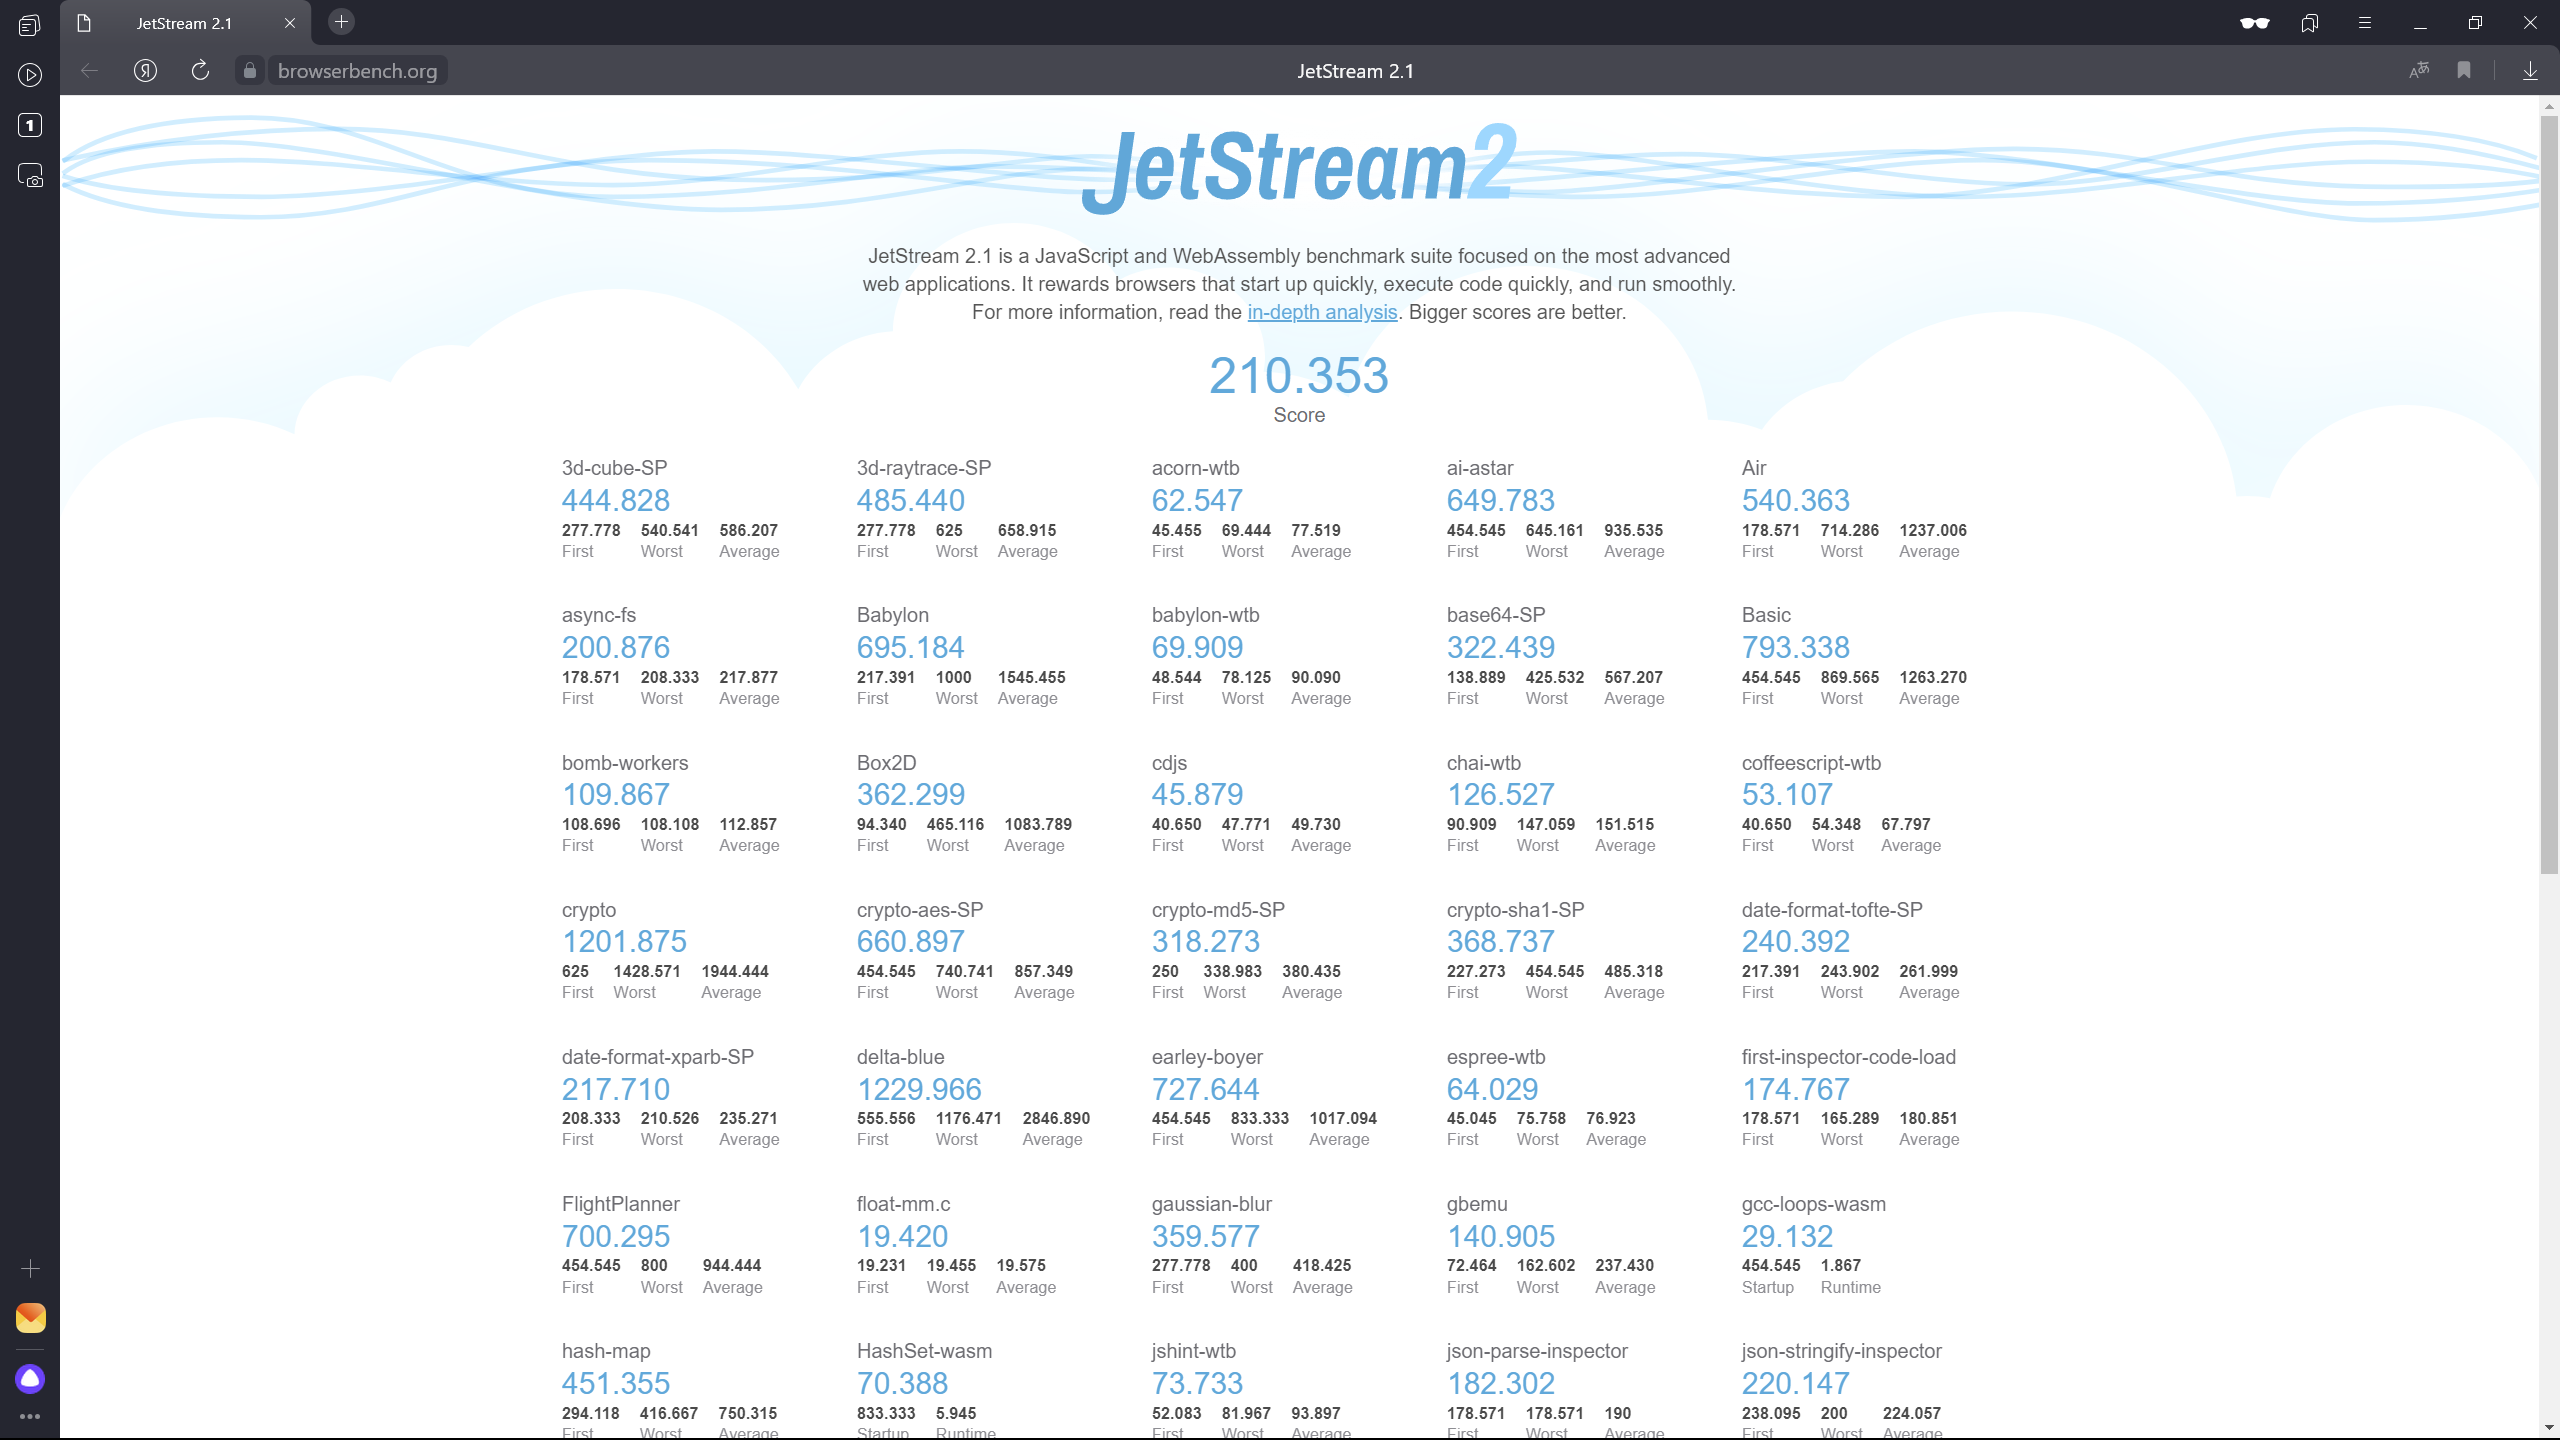 JetStream 2.1
1
browserbench.org
JetStream 2.1
JetStream2
JetStream 2.1 is a JavaScript and WebAssembly benchmark suite focused on the most advanced
web applications. It rewards browsers that start up quickly, execute code quickly, and run smoothly.
For more information, read the in-depth analysis. Bigger scores are better.
210.353
Score
3d-cube-SP 3d-raytrace-SP acorn-wtb ai-astar Air
444.828 485.440 62.547 649.783 540.363
277.778 540.541 586.207 277.778 625 658.915 45.455 69.444 77.519 454.545 645.161 935.535 178.571 714.286 1237.006
First Worst Average First Worst Average First Worst Average First Worst Average First Worst Average
async-fs Babylon babylon-wtb base64-SP Basic
200.876 695.184 69.909 322.439 793.338
178.571 208.333 217.877 217.391 1000 1545.455 48.544 78.125 90.090 138.889 425.532 567.207 454.545 869.565 1263.270
First Worst Average First Worst Average First Worst Average First Worst Average First Worst Average
bomb-workers Box2D cdjs chai-wtb coffeescript-wtb
109.867 362.299 45.879 126.527 53.107
108.696 108.108 112.857 94.340 465.116 1083.789 40.650 47.771 49.730 90.909 147.059 151.515 40.650 54.348 67.797
First Worst Average First Worst Average First Worst Average First Worst Average First Worst Average
crypto crypto-aes-SP crypto-md5-SP crypto-sha1-SP date-format-tofte-SP
1201.875 660.897 318.273 368.737 240.392
625 1428.571 1944.444 454.545 740.741 857.349 250 338.983 380.435 227.273 454.545 485.318 217.391 243.902 261.999
First Worst Average First Worst Average First Worst Average First Worst Average First Worst Average
date-format-xparb-SP delta-blue earley-boyer espree-wtb first-inspector-code-load
217.710 1229.966 727.644 64.029 174.767
208.333 210.526 235.271 555.556 1176.471 2846.890 454.545 833.333 1017.094 45.045 75.758 76.923 178.571 165.289 180.851
First Worst Average First Worst Average First Worst Average First Worst Average First Worst Average
FlightPlanner float-mm.c gaussian-blur gbemu gcc-loops-wasm
700.295 19.420 359.577 140.905 29.132
454.545 800 944.444 19.231 19.455 19.575 277.778 400 418.425 72.464 162.602 237.430 454.545 1.867
First Worst Average First Worst Average First Worst Average First Worst Average Startup Runtime
hash-map HashSet-wasm jshint-wtb json-parse-inspector json-stringify-inspector
451.355 70.388 73.733 182.302 220.147
294.118 416.667 750.315 833.333 5.945 52.083 81.967 93.897 178.571 178.571 190 238.095 200 224.057
First Worst Average Startup Runtime First Worst Average First Worst Average First Worst Average